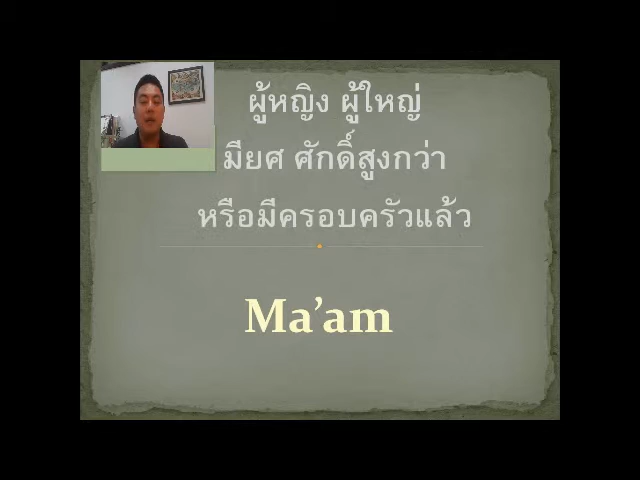 ผู้หญิง ผู้ใหญ่
มียศ ศักดิ์สูงกว่า
หรือมีครอบครัวแล้ว
Ma’am